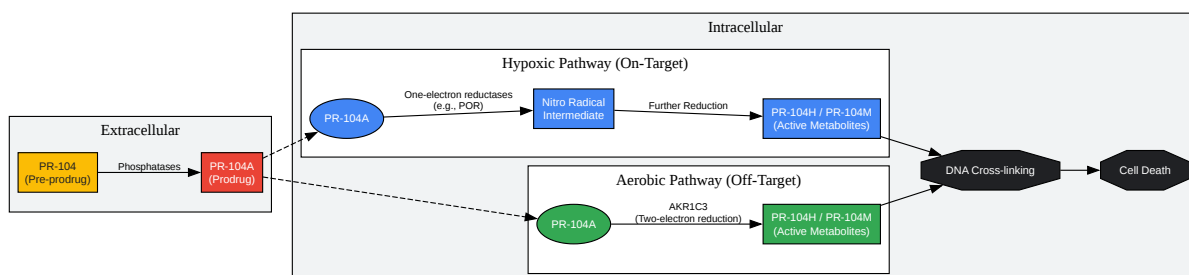 Intracellular
Hypoxic Pathway (On-Target)
PR-104A
One-electron reductases
(e.g., POR)
Nitro Radical
Intermediate
Further Reduction
PR-104H / PR-104M
(Active Metabolites)
Extracellular
PR-104
(Pre-prodrug)
Phosphatases
PR-104A
(Prodrug)
Aerobic Pathway (Off-Target)
PR-104A
AKR1C3
(Two-electron reduction)
PR-104H / PR-104M
(Active Metabolites)
DNA Cross-linking
Cell Death